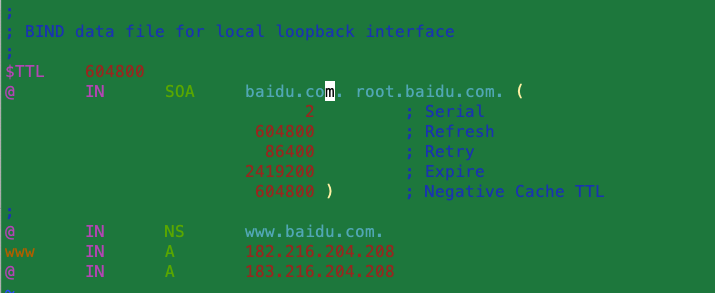 ;
; BIND data file for local loopback interface
;
$TTL    604800
@       IN      SOA     baidu.com. root.baidu.com. (
                              2         ; Serial
                         604800         ; Refresh
                          86400         ; Retry
                        2419200         ; Expire
                         604800 )       ; Negative Cache TTL
;
@       IN      NS      www.baidu.com.
www     IN      A       182.216.204.208
@       IN      A       183.216.204.208